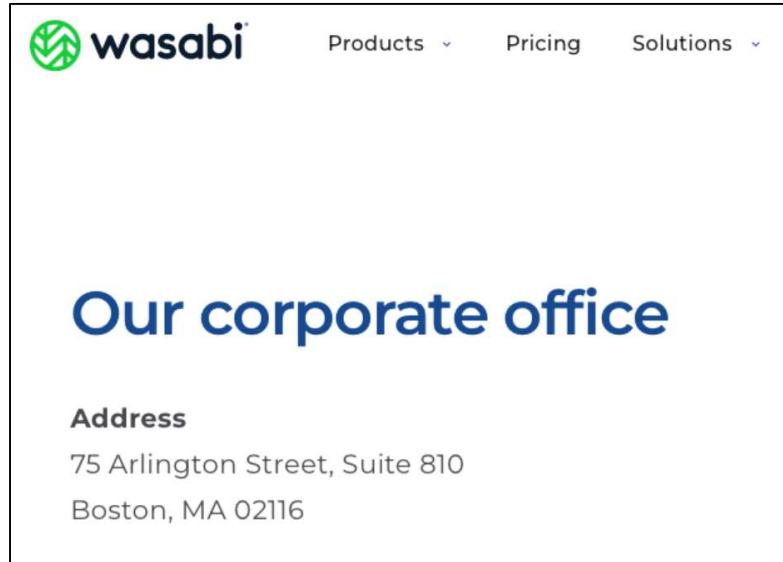 wasabi Products Pricing Solutions
Our corporate office
Address
75 Arlington Street, Suite 810
Boston, MA 02116